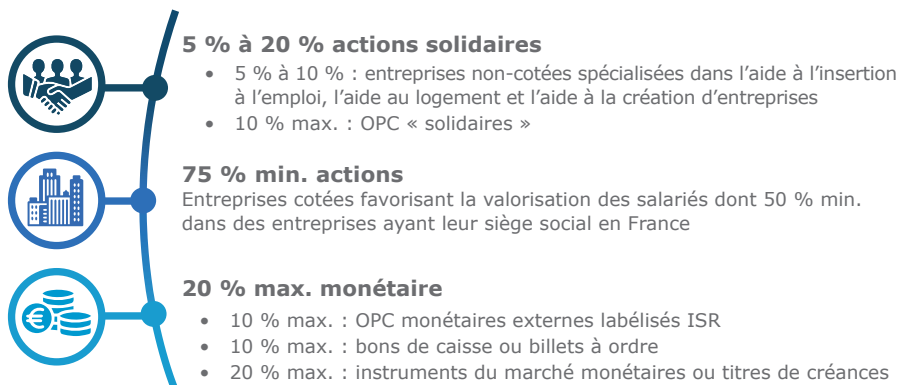 5 % à 20 % actions solidaires
• 5 % à 10 % : entreprises non-cotées spécialisées dans l’aide à l’insertion
à l’emploi, l’aide au logement et l’aide à la création d’entreprises
• 10 % max. : OPC « solidaires »
75 % min. actions
Entreprises cotées favorisant la valorisation des salariés dont 50 % min.
dans des entreprises ayant leur siège social en France
20 % max. monétaire
• 10 % max. : OPC monétaires externes labélisés ISR
• 10 % max. : bons de caisse ou billets à ordre
• 20 % max. : instruments du marché monétaires ou titres de créances